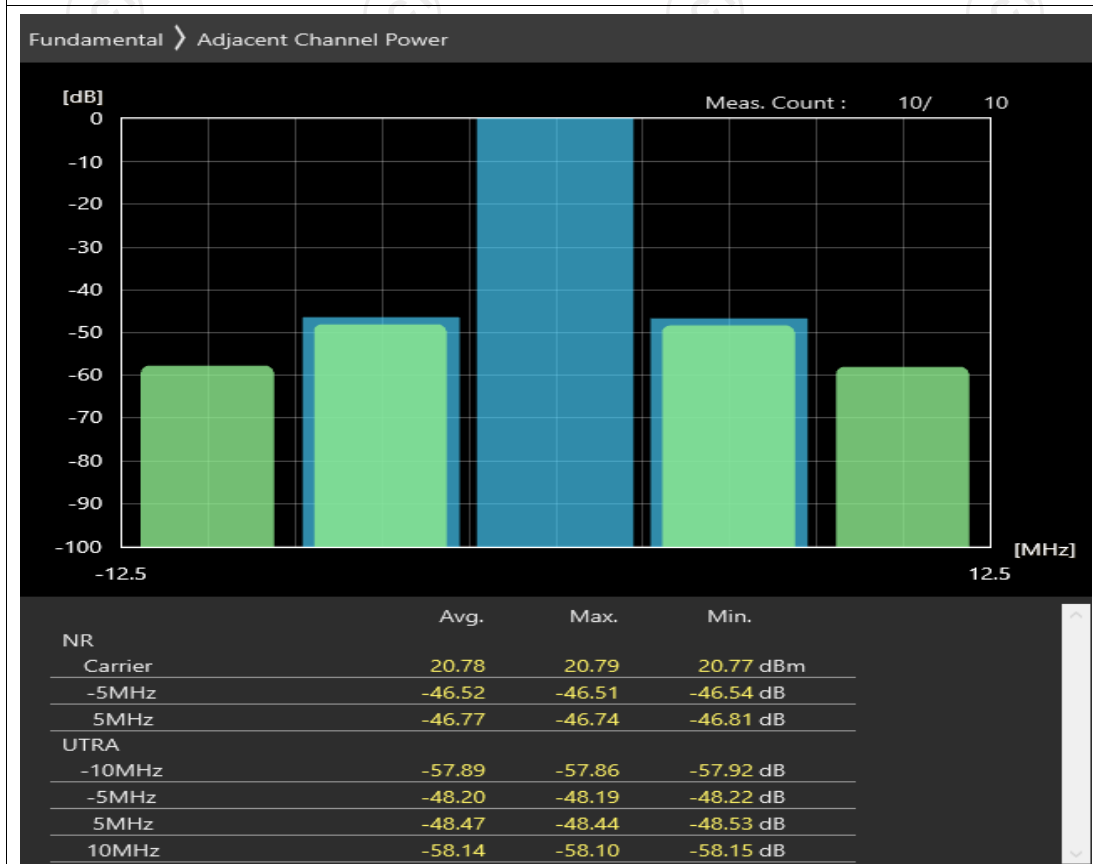 Fundamental 》 Adjacent Channel Power
[dB]
Meas. Count : 10/ 10
0
-10
-20
-30
-40
-50
-60
-70
-80
-90
-100
[MHz]
-12.5 12.5
Avg. Max. Min.
NR
Carrier 20.78 20.79 20.77 dBm
-5MHz -46.52 -46.51 -46.54 dB
5MHz -46.77 -46.74 -46.81 dB
UTRA
-10MHz -57.89 -57.86 -57.92 dB
-5MHz -48.20 -48.19 -48.22 dB
5MHz -48.47 -48.44 -48.53 dB
10MHz -58.14 -58.10 -58.15 dB